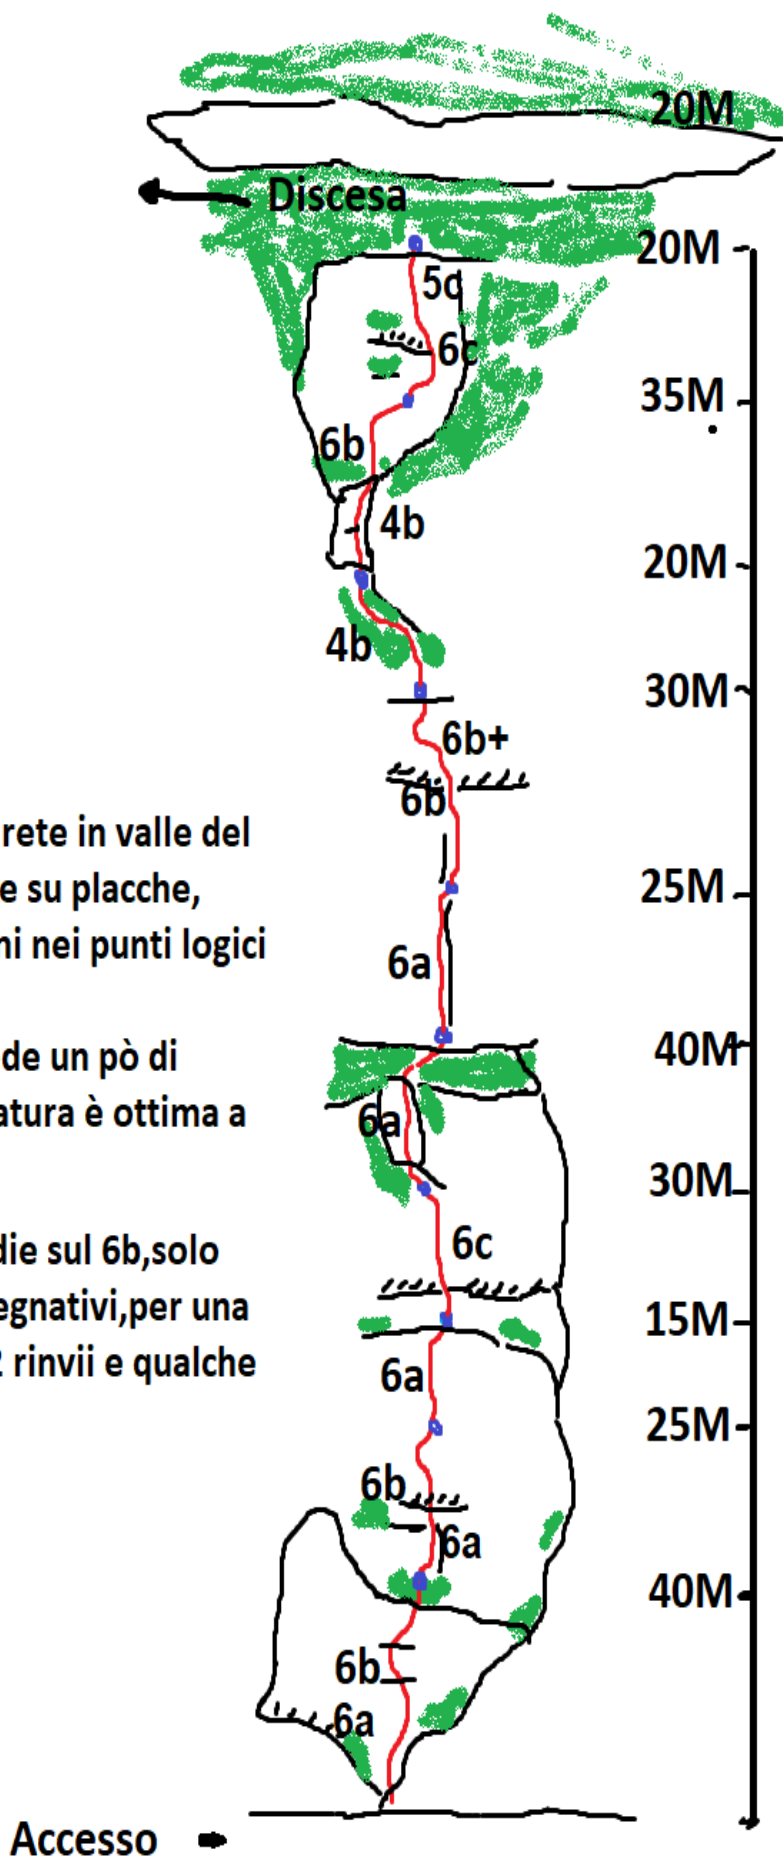 20M
Discesa
20M
5c
6c
35M
6b
4b
20M
4b
30M
6b+
6b
rete in valle del
e su placche,
25M
ni nei punti logici
6a
de un pò di
40M
atura è ottima a
6a
30M
die sul 6b,solo
6c
egnativi,per una
15M
2 rinvii e qualche
6a
25M
6b
6a
40M
6b
6a
Accesso